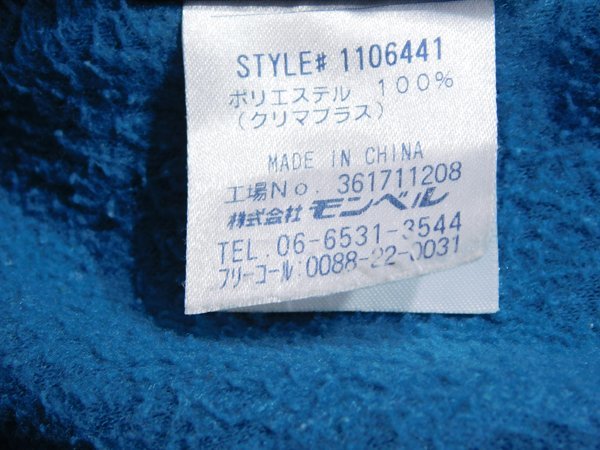 STYLE# 1106441
ポリエステル 100%
(クリマプラス)
MADE IN CHINA
工場No. 361711208
株式会社 モンベル
TEL. 06-6531-3544
フリーコール:0088-22-0031